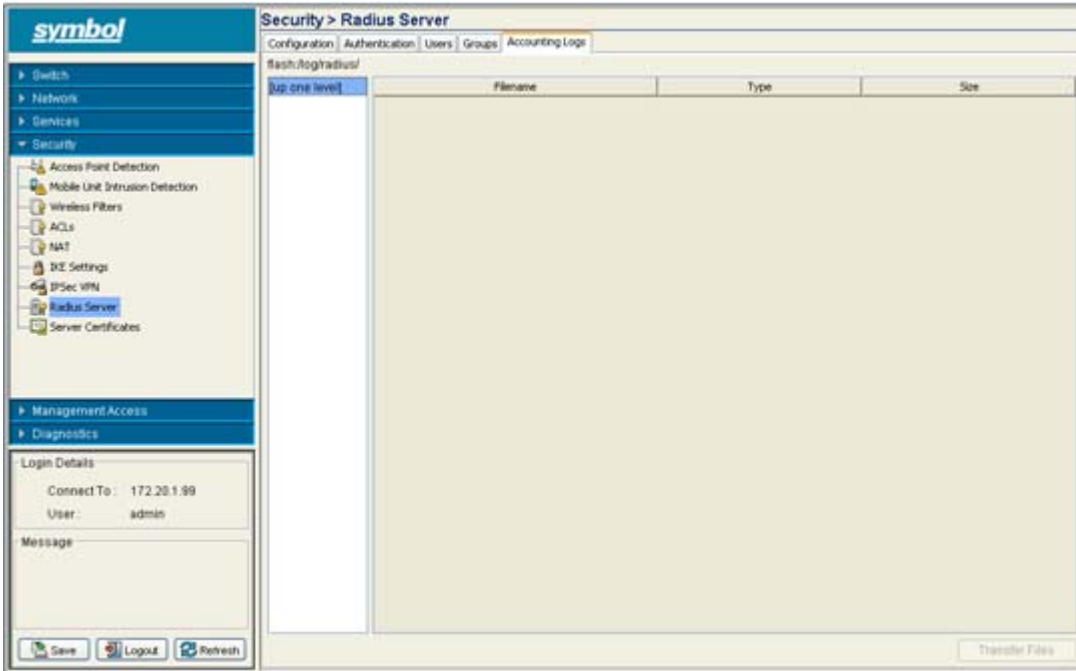 symbol
Security > Radius Server
Configuration Authentication Users Groups Accounting Logs
flash:/log/radius/
[up one level] Filename Type Size
Switch
Network
Services
Security
Access Point Detection
Mobile Unit Intrusion Detection
Wireless Filters
ACLs
NAT
IKE Settings
IPSec VPN
Radius Server
Server Certificates
Management Access
Diagnostics
Login Details
Connect To : 172.20.1.99
User : admin
Message
Save Logout Refresh
Transfer Files